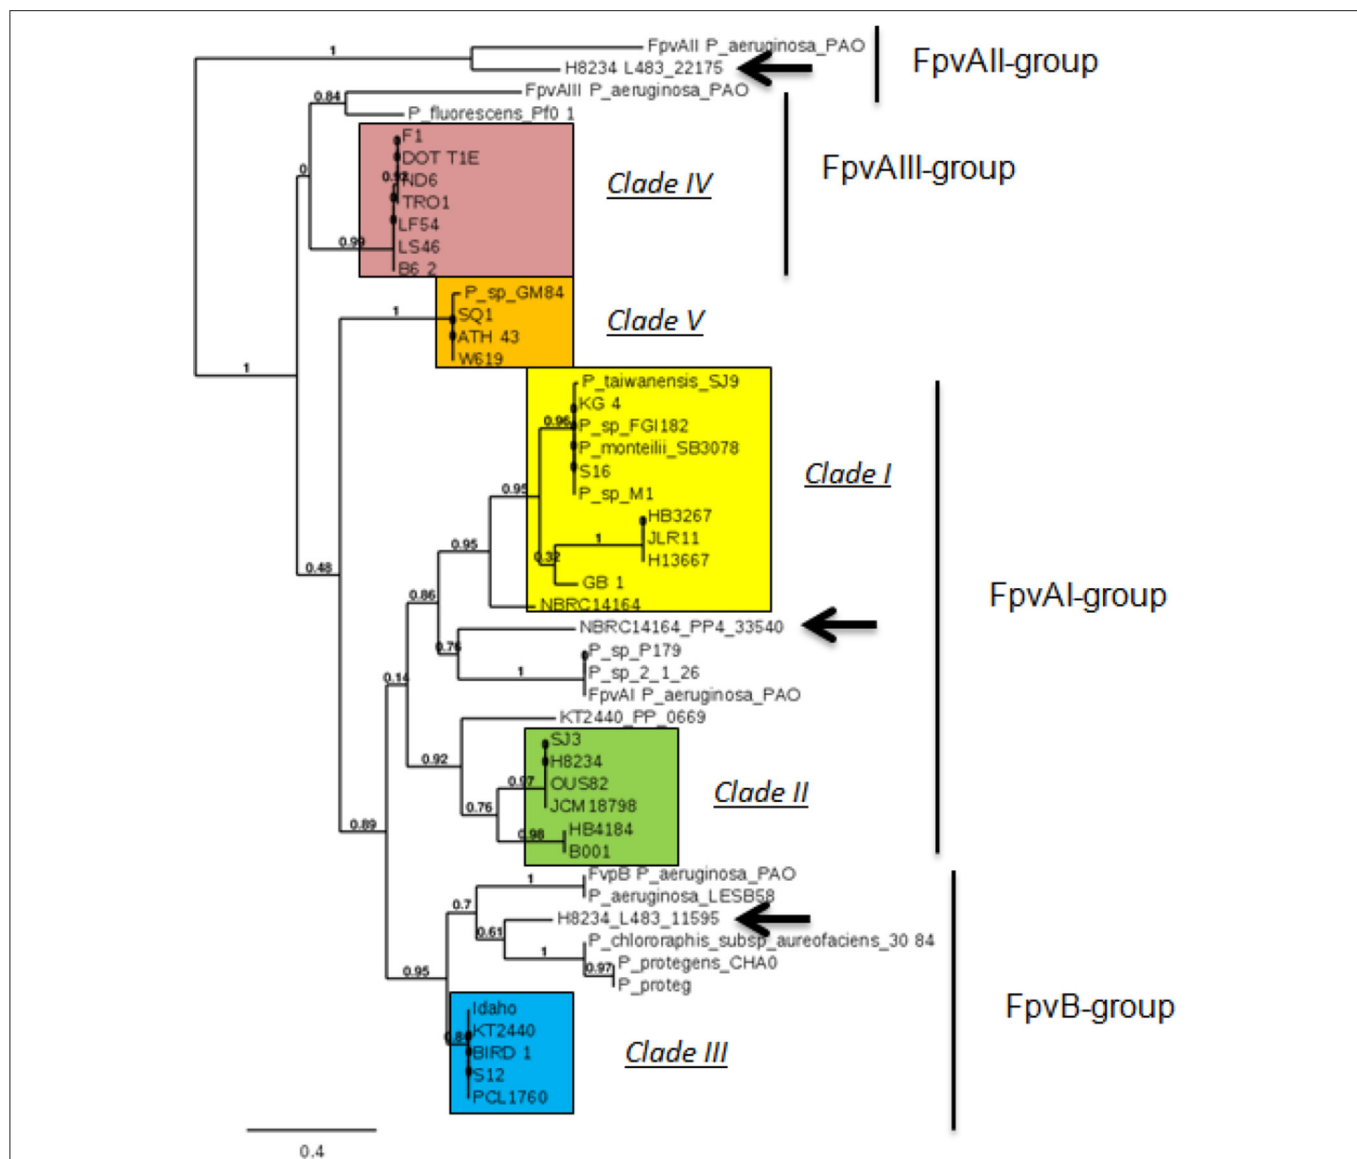 1
FpvAII P_aeruginosa_PAO
H8234 L483_22175
FpvAII-group
0.84
FpvAIII P_aeruginosa_PAO
P_fluorescens_Pf0 1
FpvAIII-group
0
F1
DOT T1E
ND6
TRO1
LF54
0.99
LS46
B6 2
Clade IV
1
P_sp_GM84
SQ1
ATH 43
W619
Clade V
1
P_taiwanensis_SJ9
KG 4
0.96
P_sp_FGI182
P_monteilii_SB3078
S16
P_sp_M1
Clade I
0.95
HB3267
1
JLR11
H13667
0.95
0.32
GB 1
0.48
NBRC14164
FpvAI-group
0.86
NBRC14164_PP4_33540
0.76
P_sp_P179
1
P_sp_2_1_26
FpvAI P_aeruginosa_PAO
0.14
KT2440_PP_0669
SJ3
0.92
H8234
0.97
OUS82
JCM18798
Clade II
0.76
0.89
HB4184
0.98
B001
FvpB P_aeruginosa_PAO
1
P_aeruginosa_LESB58
0.7
H8234_L483_11595
0.61
P_chlororaphis_subsp_aureofaciens_30 84
1
0.97
P_protegens_CHA0
P_proteg
0.95
FpvB-group
Idaho
KT2440
BIRD 1
S12
PCL1760
Clade III
0.4